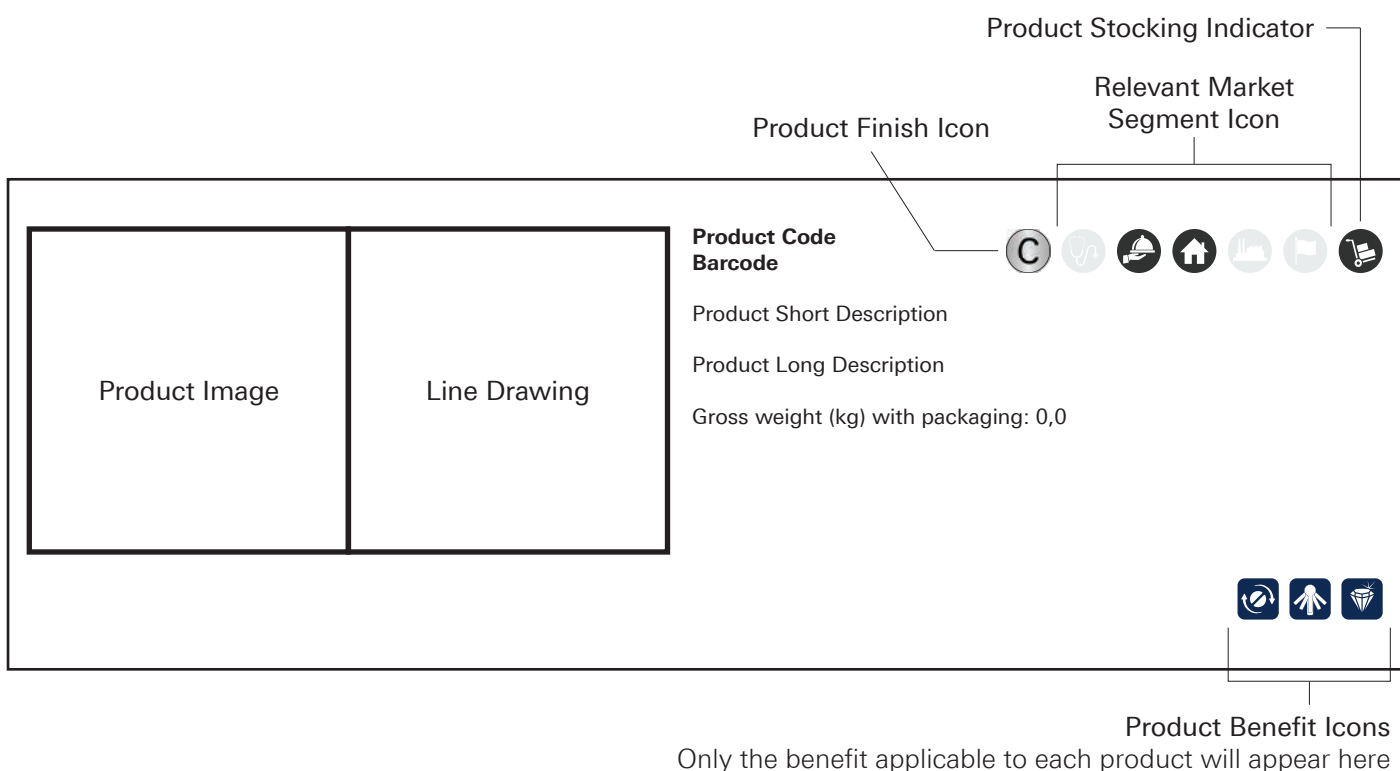 Product Stocking Indicator
Relevant Market
Segment Icon
Product Finish Icon
Product Code
Barcode
C
Product Short Description
Product Long Description
Product Image
Line Drawing
Gross weight (kg) with packaging: 0,0
Product Benefit Icons
Only the benefit applicable to each product will appear here